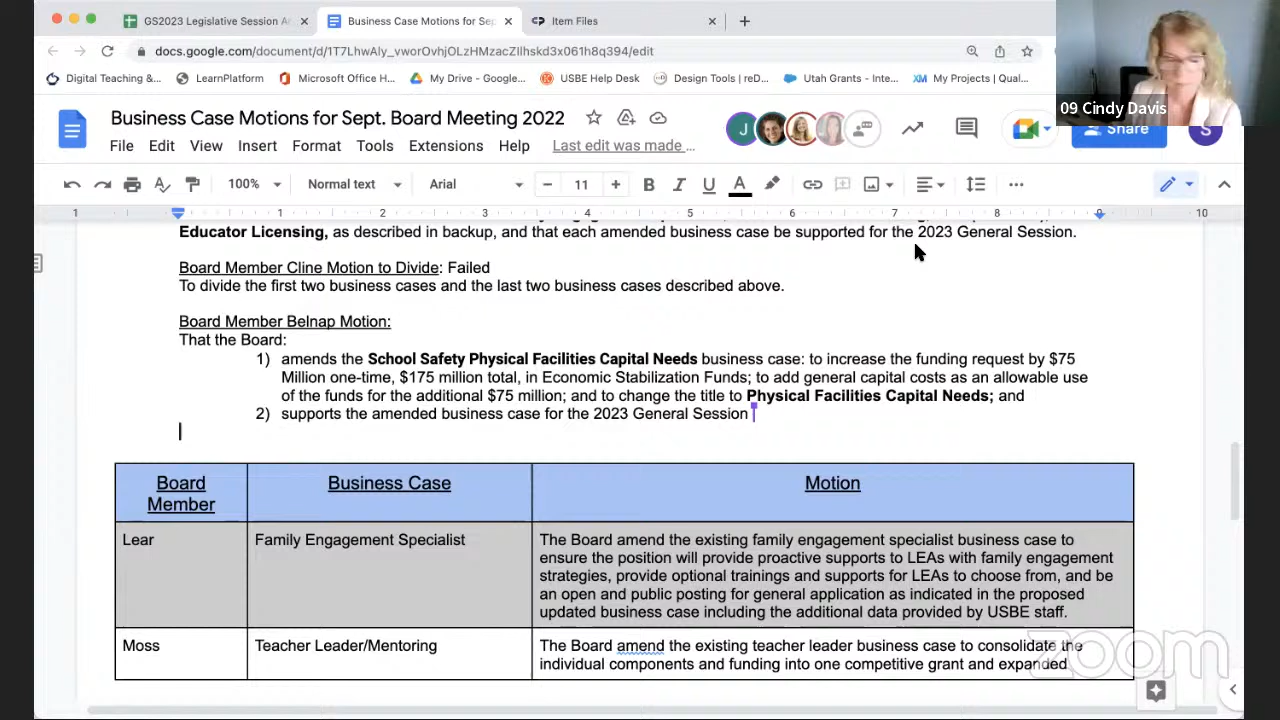 GS2023 Legislative Session Ar
Business Case Motions for Sep
Item Files
docs.google.com/document/d/1T7LhwAly_vworOvhjOLzHMzacZIlhskd3x061h8q394/edit
Digital Teaching &...
LearnPlatform
Microsoft Office H...
My Drive - Google...
USBE Help Desk
Design Tools | reD...
Utah Grants - Inte...
My Projects | Qual...
09 Cindy Davis
Business Case Motions for Sept. Board Meeting 2022
J
Share
S
File Edit View Insert Format Tools Extensions Help Last edit was made ...
100% Normal text Arial 11 B I U A
1 1 2 3 4 5 6 7 8 9 10
Educator Licensing, as described in backup, and that each amended business case be supported for the 2023 General Session.
Board Member Cline Motion to Divide: Failed
To divide the first two business cases and the last two business cases described above.
Board Member Belnap Motion:
That the Board:
1) amends the School Safety Physical Facilities Capital Needs business case: to increase the funding request by $75
Million one-time, $175 million total, in Economic Stabilization Funds; to add general capital costs as an allowable use
of the funds for the additional $75 million; and to change the title to Physical Facilities Capital Needs; and
2) supports the amended business case for the 2023 General Session
Board
Member
Business Case
Motion
Lear
Family Engagement Specialist
The Board amend the existing family engagement specialist business case to
ensure the position will provide proactive supports to LEAs with family engagement
strategies, provide optional trainings and supports for LEAs to choose from, and be
an open and public posting for general application as indicated in the proposed
updated business case including the additional data provided by USBE staff.
Moss
Teacher Leader/Mentoring
The Board amend the existing teacher leader business case to consolidate the
individual components and funding into one competitive grant and expanded
zoom